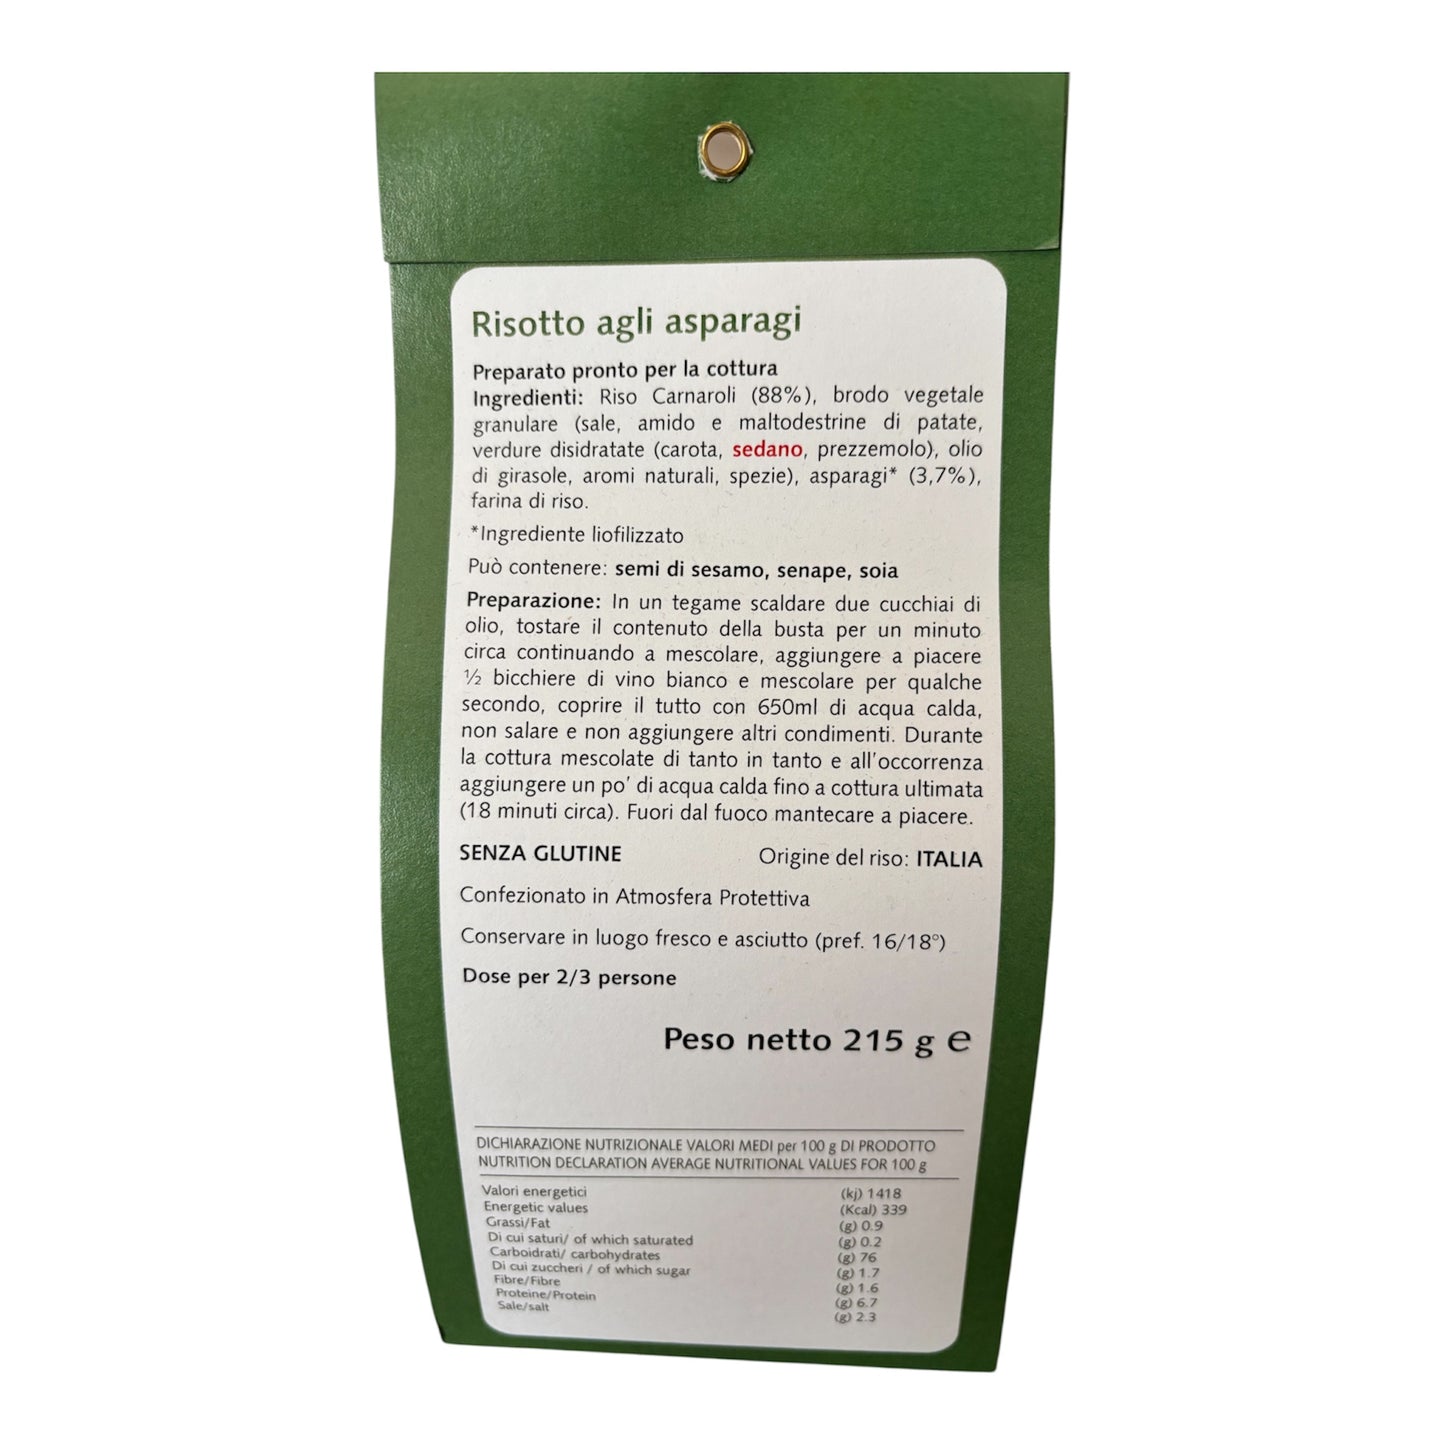 Risotto agli asparagi
Preparato pronto per la cottura
Ingredienti: Riso Carnaroli (88%), brodo vegetale
granulare (sale, amido e maltodestrine di patate,
verdure disidratate (carota, sedano, prezzemolo), olio
di girasole, aromi naturali, spezie), asparagi* (3,7%),
farina di riso.
*Ingrediente liofilizzato
Può contenere: semi di sesamo, senape, soia
Preparazione: In un tegame scaldare due cucchiai di
olio, tostare il contenuto della busta per un minuto
circa continuando a mescolare, aggiungere a piacere
½ bicchiere di vino bianco e mescolare per qualche
secondo, coprire il tutto con 650ml di acqua calda,
non salare e non aggiungere altri condimenti. Durante
la cottura mescolate di tanto in tanto e all'occorrenza
aggiungere un po' di acqua calda fino a cottura ultimata
(18 minuti circa). Fuori dal fuoco mantecare a piacere.
SENZA GLUTINE Origine del riso: ITALIA
Confezionato in Atmosfera Protettiva
Conservare in luogo fresco e asciutto (pref. 16/18°)
Dose per 2/3 persone
Peso netto 215 g ℮
DICHIARAZIONE NUTRIZIONALE VALORI MEDI per 100 g DI PRODOTTO
NUTRITION DECLARATION AVERAGE NUTRITIONAL VALUES FOR 100 g
Valori energetici (kj) 1418
Energetic values (Kcal) 339
Grassi/Fat (g) 0.9
Di cui saturi/ of which saturated (g) 0.2
Carboidrati/ carbohydrates (g) 76
Di cui zuccheri / of which sugar (g) 1.7
Fibre/Fibre (g) 1.6
Proteine/Protein (g) 6.7
Sale/salt (g) 2.3